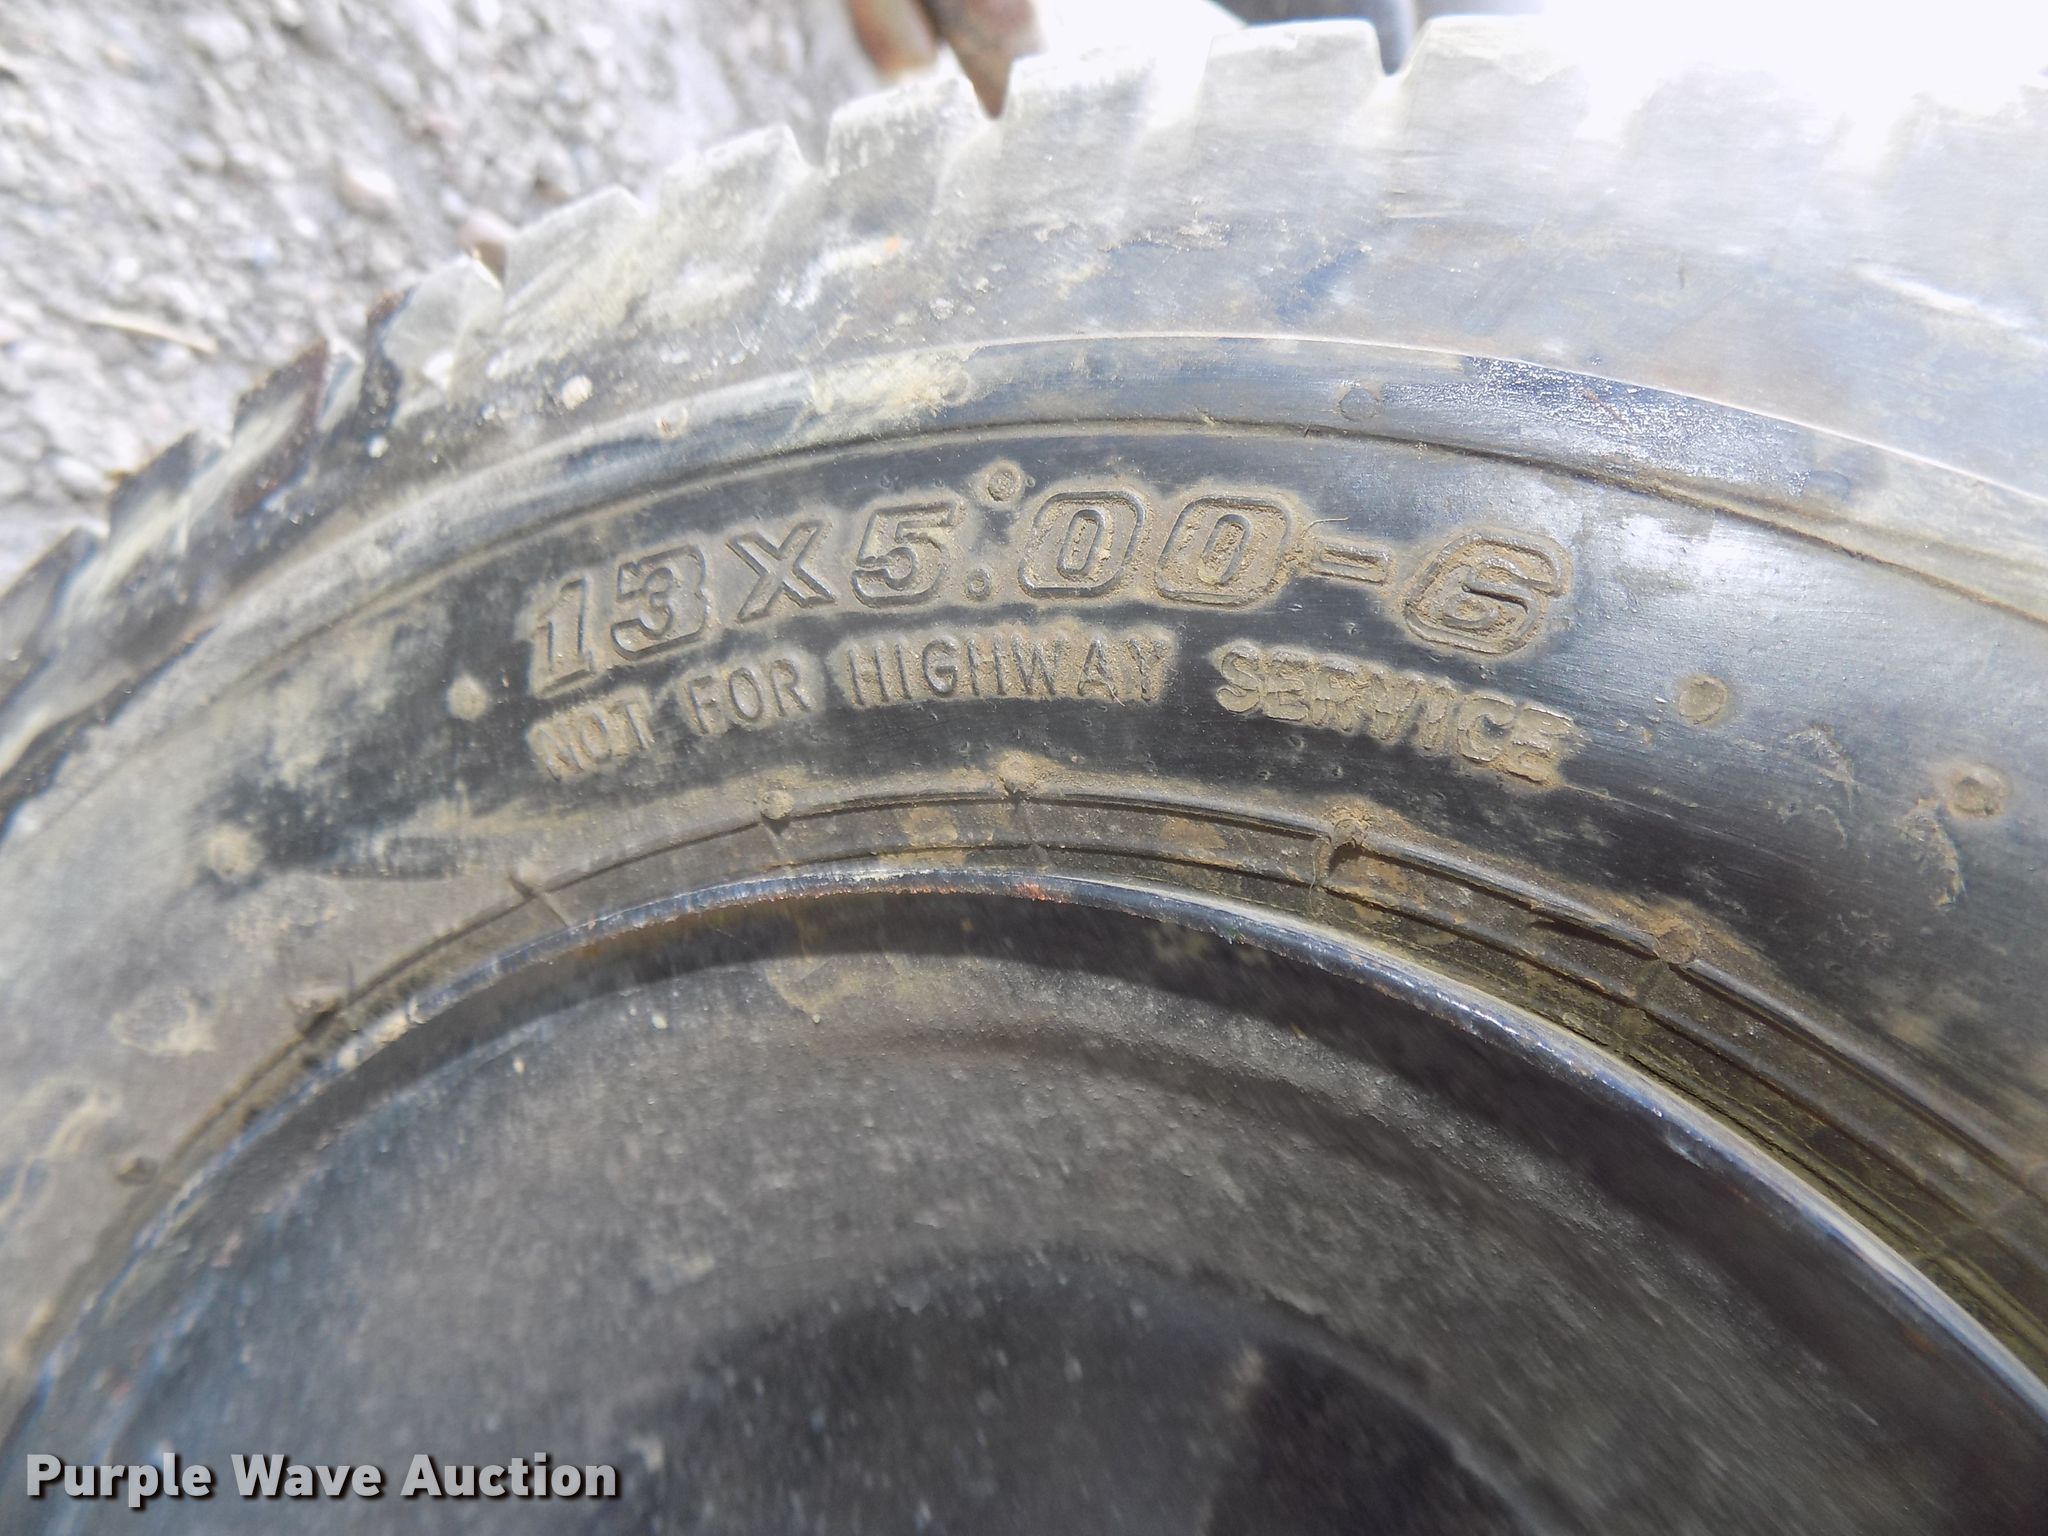 13X5.00-6
NOT FOR HIGHWAY SERVICE
Purple Wave Auction